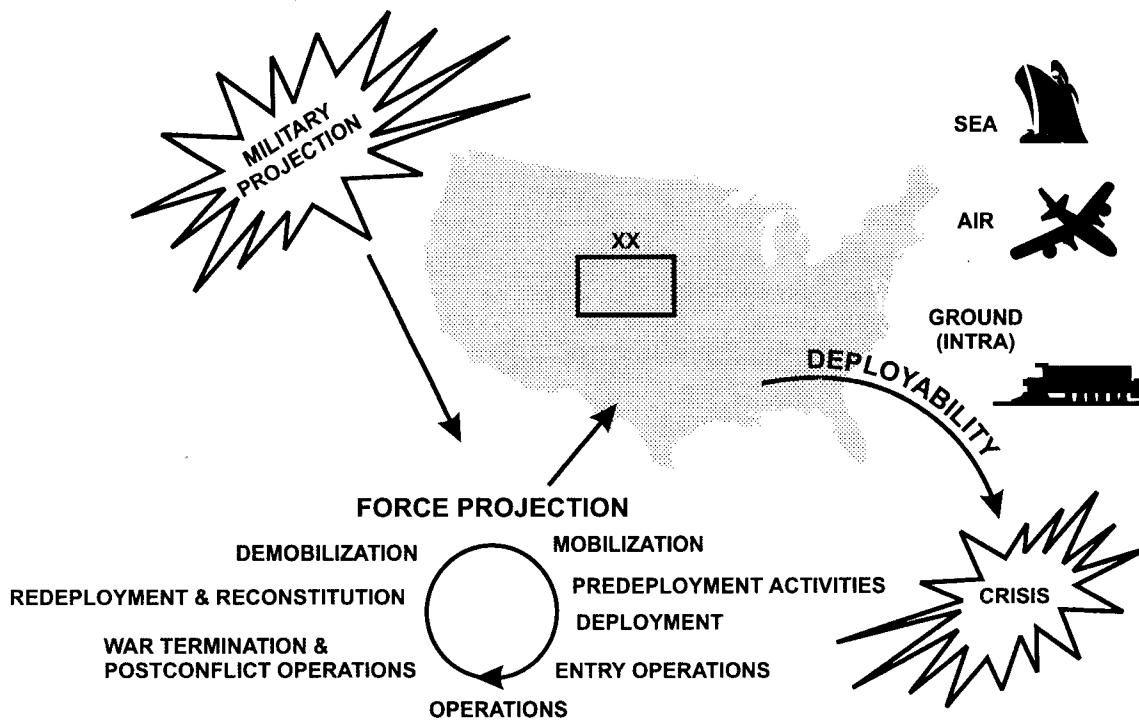 MILITARY
PROJECTION
SEA
XX
AIR
GROUND
(INTRA)
DEPLOYABILITY
FORCE PROJECTION
DEMOBILIZATION
MOBILIZATION
REDEPLOYMENT & RECONSTITUTION
PREDEPLOYMENT ACTIVITIES
CRISIS
DEPLOYMENT
WAR TERMINATION &
POSTCONFLICT OPERATIONS
ENTRY OPERATIONS
OPERATIONS